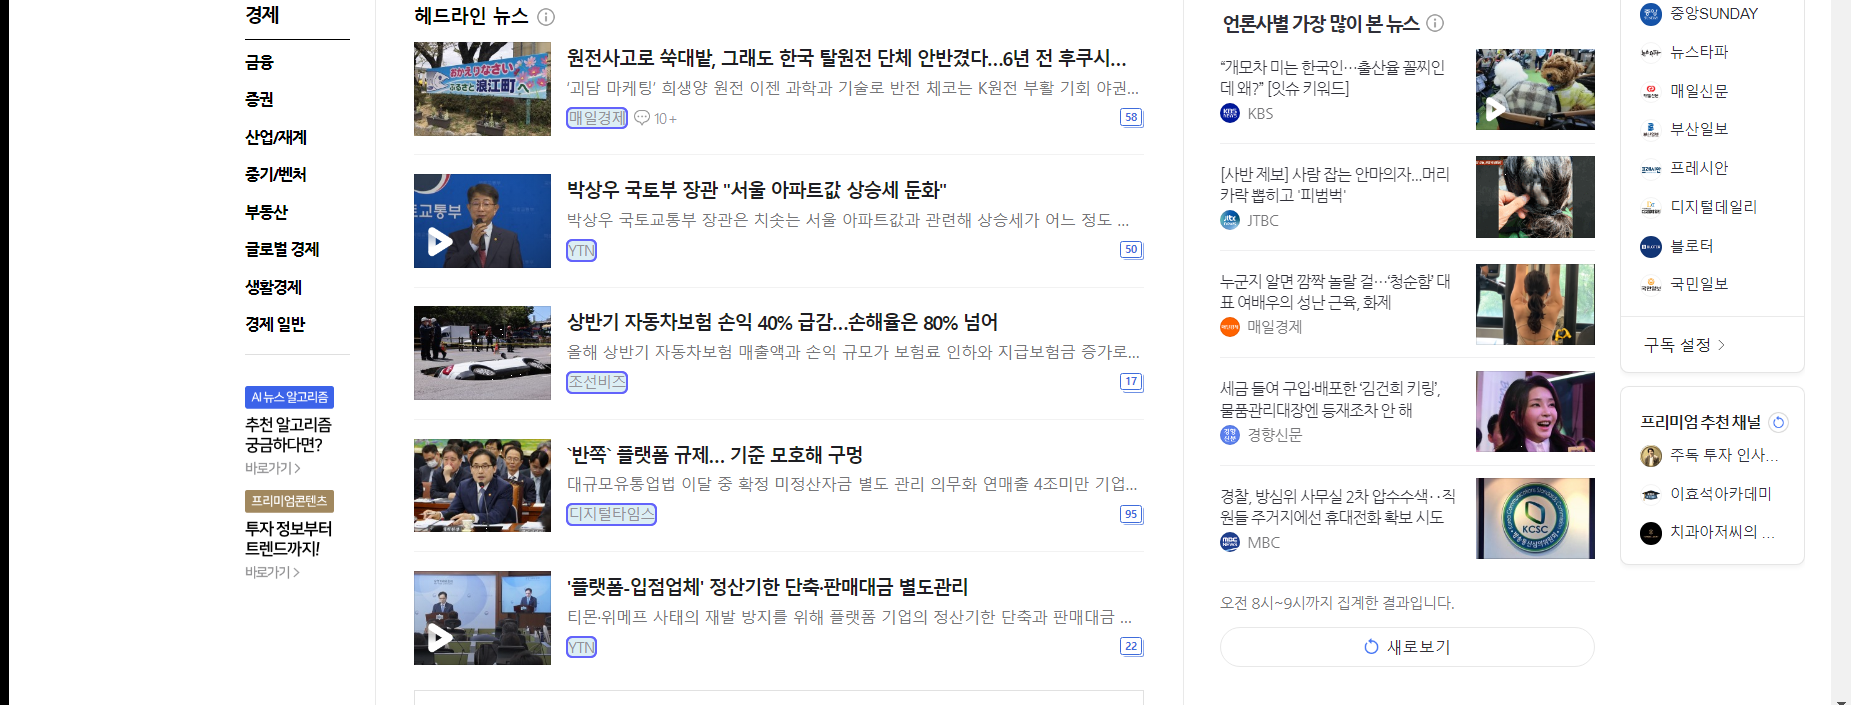 경제
금융
증권
산업/재계
중기/벤처
부동산
글로벌 경제
생활경제
경제 일반
AI 뉴스 알고리즘
추천 알고리즘
궁금하다면?
바로가기 >
프리미엄콘텐츠
투자 정보부터
트렌드까지!
바로가기 >
헤드라인 뉴스
원전사고로 쑥대밭, 그래도 한국 탈원전 단체 안반겼다…6년 전 후쿠시…
'괴담 마케팅' 희생양 원전 이젠 과학과 기술로 반전 체코는 K원전 부활 기회 야권…
매일경제 10+
58
おかえりなさい
ふるさと 浪江町へ
박상우 국토부 장관 "서울 아파트값 상승세 둔화"
박상우 국토교통부 장관은 치솟는 서울 아파트값과 관련해 상승세가 어느 정도 …
YTN
50
토교통부
상반기 자동차보험 손익 40% 급감…손해율은 80% 넘어
올해 상반기 자동차보험 매출액과 손익 규모가 보험료 인하와 지급보험금 증가로…
조선비즈
17
`반쪽` 플랫폼 규제… 기준 모호해 구멍
대규모유통업법 이달 중 확정 미정산자금 별도 관리 의무화 연매출 4조미만 기업…
디지털타임스
95
'플랫폼-입점업체' 정산기한 단축·판매대금 별도관리
티몬·위메프 사태의 재발 방지를 위해 플랫폼 기업의 정산기한 단축과 판매대금 …
YTN
22
언론사별 가장 많이 본 뉴스
“개모차 미는 한국인…출산율 꼴찌인
데 왜?” [잇슈 키워드]
KBS
[사반 제보] 사람 잡는 안마의자…머리
카락 뽑히고 '피범벅'
JTBC
누군지 알면 깜짝 놀랄 걸…‘청순함’ 대
표 여배우의 성난 근육, 화제
매일경제
세금 들여 구입·배포한 ‘김건희 키링’,
물품관리대장엔 등재조차 안 해
경향신문
경찰, 방심위 사무실 2차 압수수색‥직
원들 주거지에선 휴대전화 확보 시도
MBC
KCSC
오전 8시~9시까지 집계한 결과입니다.
새로보기
중앙SUNDAY
뉴스타파
매일신문
부산일보
프레시안
디지털데일리
블로터
국민일보
구독 설정 >
프리미엄 추천 채널
주독 투자 인사…
이효석아카데미
치과아저씨의 …